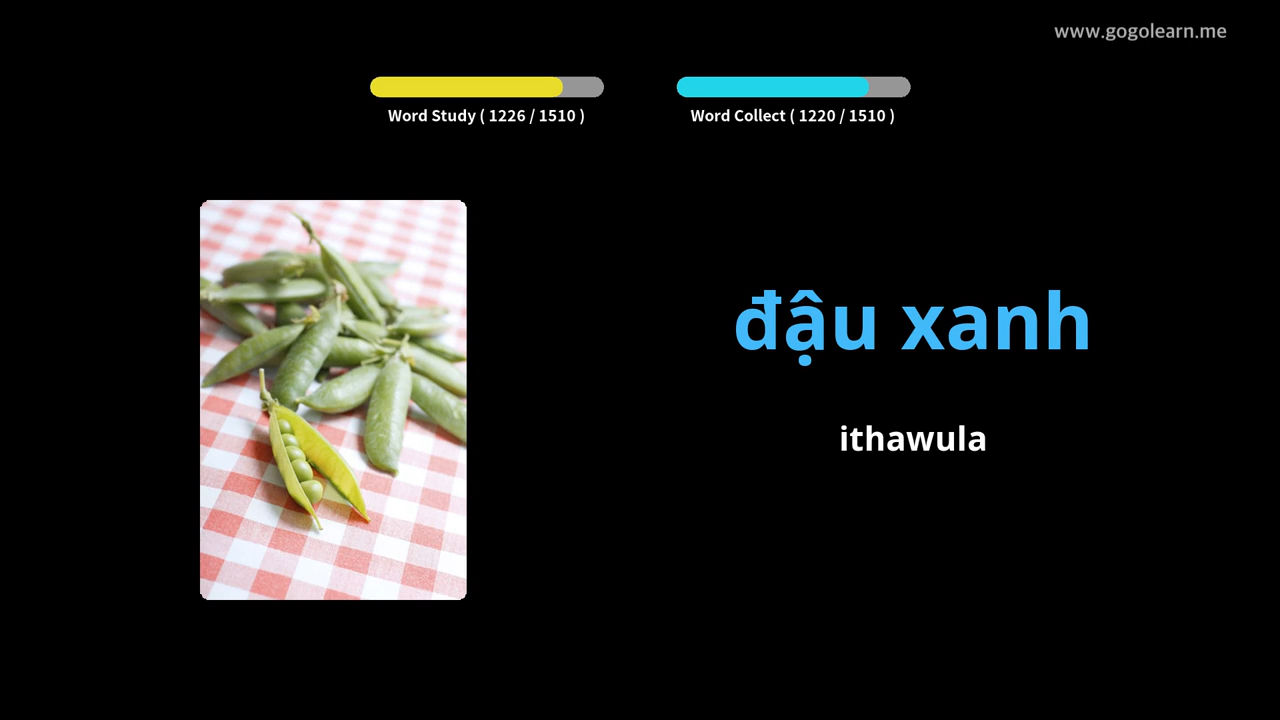 www.gogolearn.me
Word Study ( 1226 / 1510 )
Word Collect ( 1220 / 1510 )
đậu xanh
ithawula